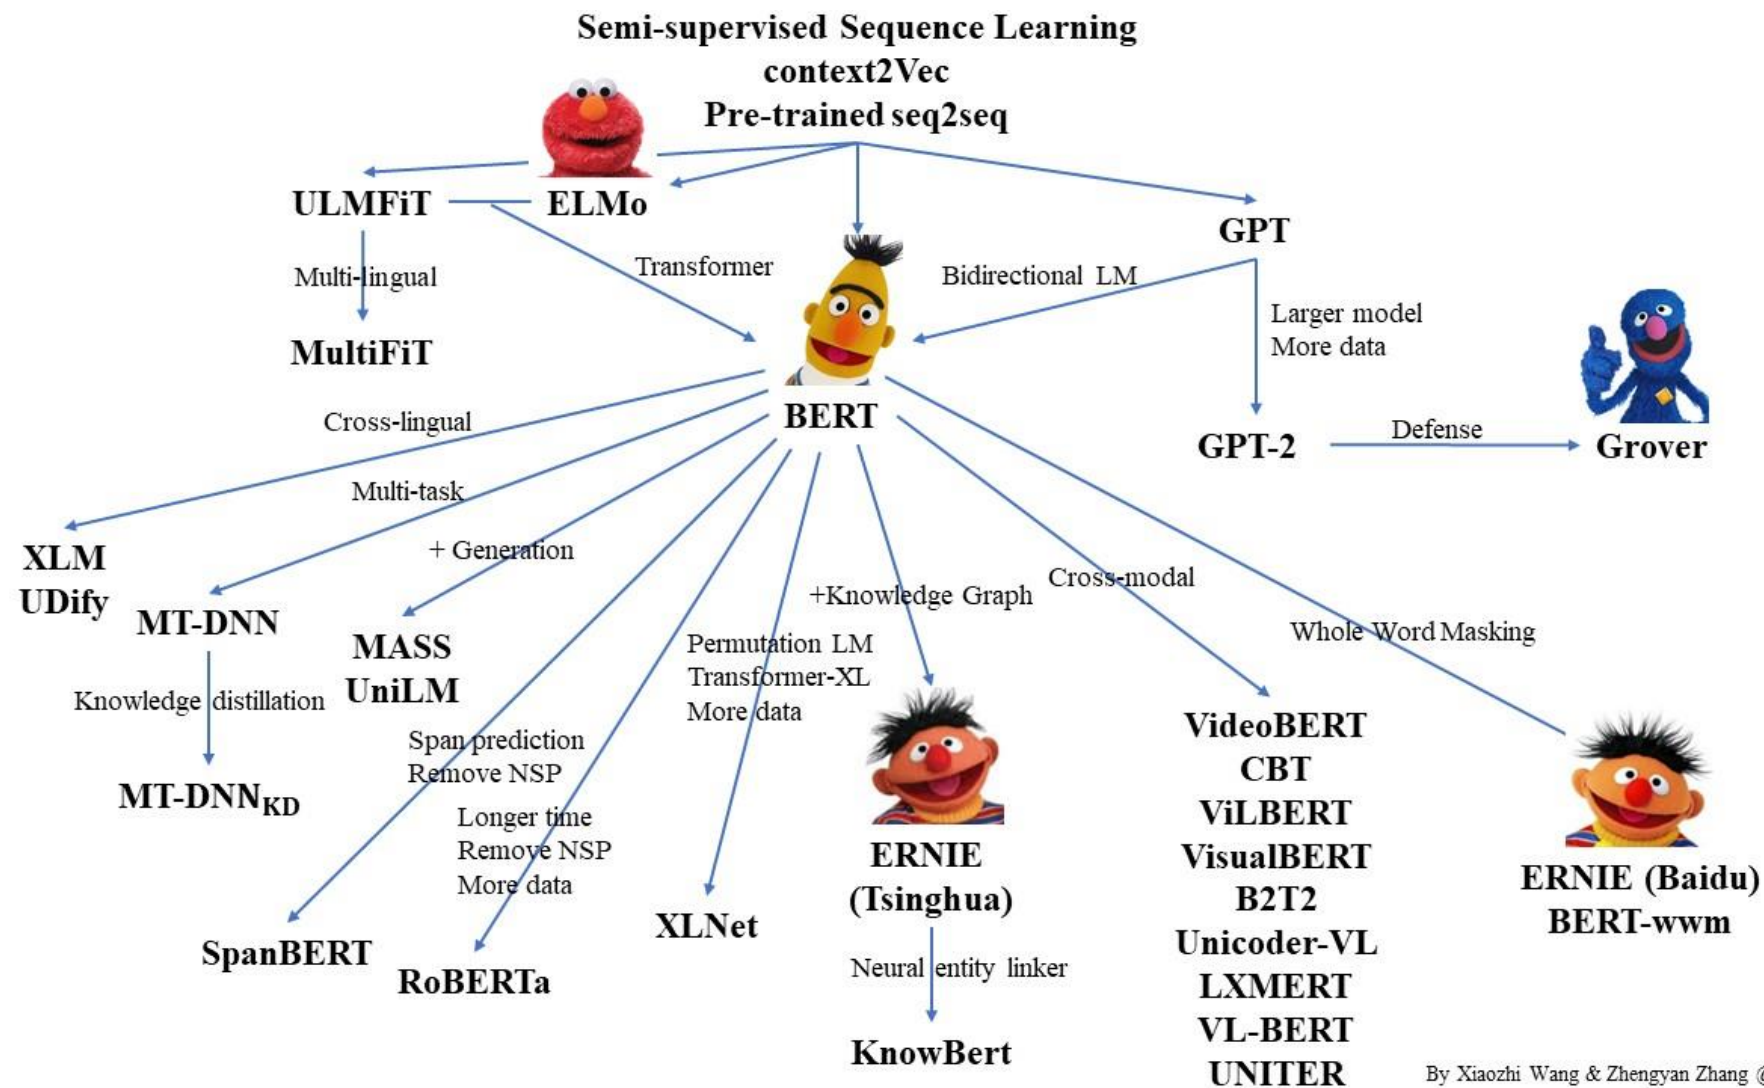 Semi-supervised Sequence Learning
context2Vec
Pre-trained seq2seq
ULMFiT
ELMo
GPT
Multi-lingual
Transformer
Bidirectional LM
Larger model
More data
MultiFiT
BERT
GPT-2
Defense
Grover
Cross-lingual
Multi-task
+ Generation
+Knowledge Graph
Cross-modal
Whole Word Masking
XLM
UDify
MT-DNN
MASS
UniLM
Permutation LM
Transformer-XL
More data
Knowledge distillation
Span prediction
Remove NSP
MT-DNNKD
Longer time
Remove NSP
More data
SpanBERT
RoBERTa
XLNet
ERNIE
(Tsinghua)
Neural entity linker
KnowBert
VideoBERT
CBT
ViLBERT
VisualBERT
B2T2
Unicoder-VL
LXMERT
VL-BERT
UNITER
ERNIE (Baidu)
BERT-wwm
By Xiaozhi Wang & Zhengyan Zhang @